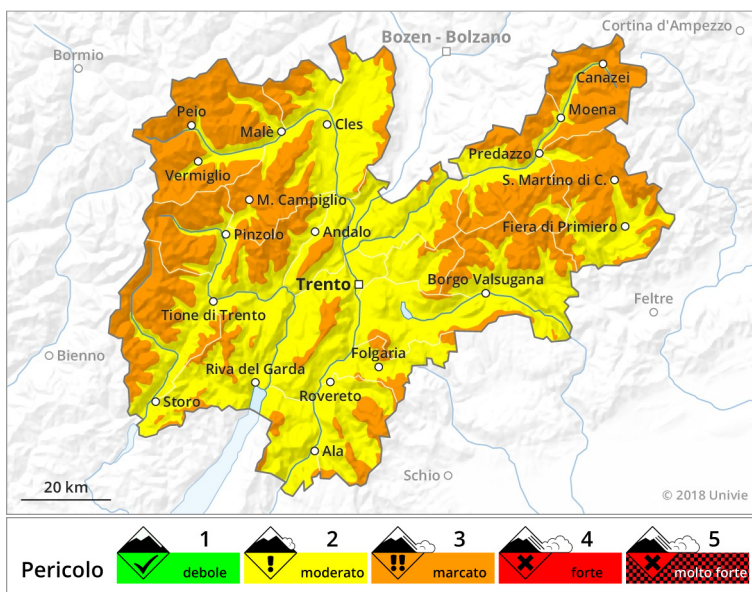 Cortina d'Ampezzo
Bozen - Bolzano
Bormio
Canazei
Peio
Moena
Malè
Cles
Predazzo
Vermiglio
S. Martino di C.
M. Campiglio
Pinzolo
Andalo
Fiera di Primiero
Trento
Borgo Valsugana
Tione di Trento
Feltre
Bienno
Folgaria
Riva del Garda
Rovereto
Storo
Ala
Schio
20 km
© 2018 Univie
Pericolo
1
debole
2
moderato
3
marcato
4
forte
5
molto forte